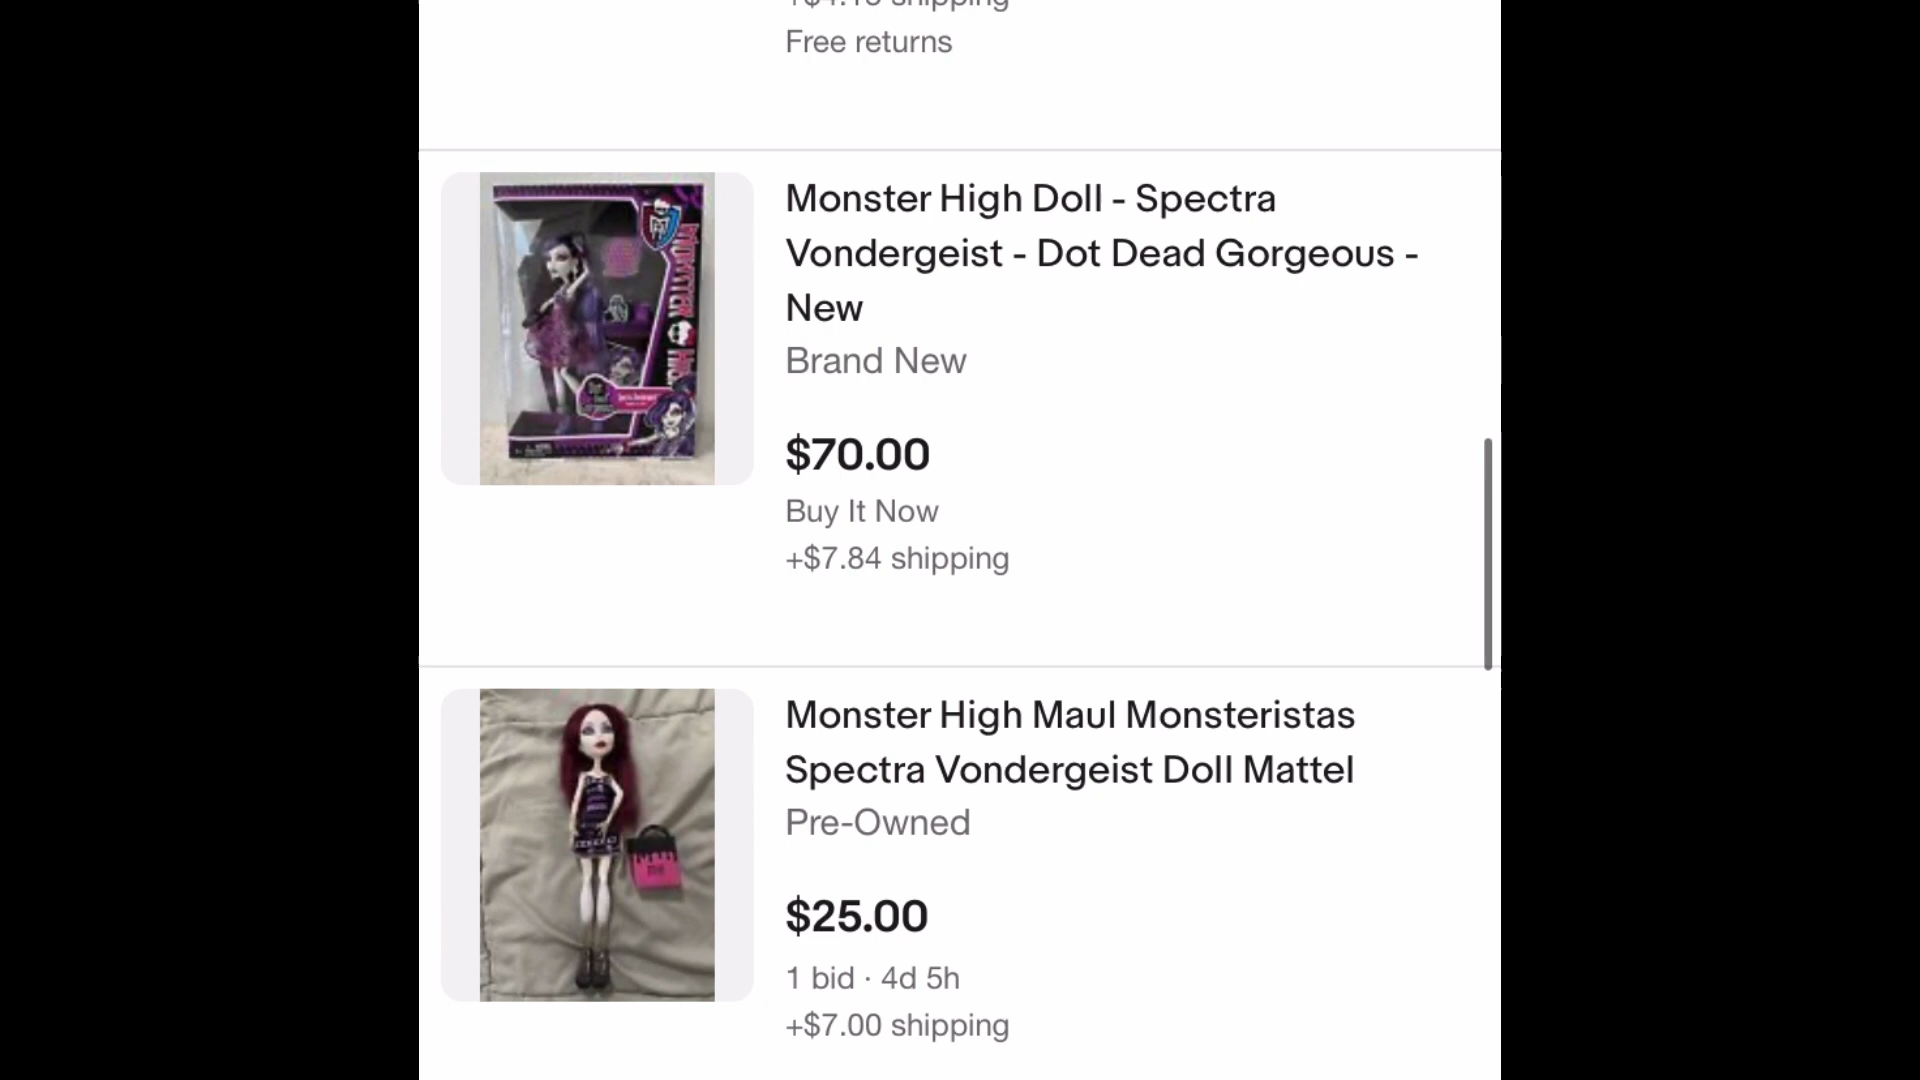 shipping
Free returns
Monster High Doll - Spectra
Vondergeist - Dot Dead Gorgeous -
New
Brand New
$70.00
Buy It Now
+$7.84 shipping
Monster High Maul Monsteristas
Spectra Vondergeist Doll Mattel
Pre-Owned
$25.00
1 bid · 4d 5h
+$7.00 shipping